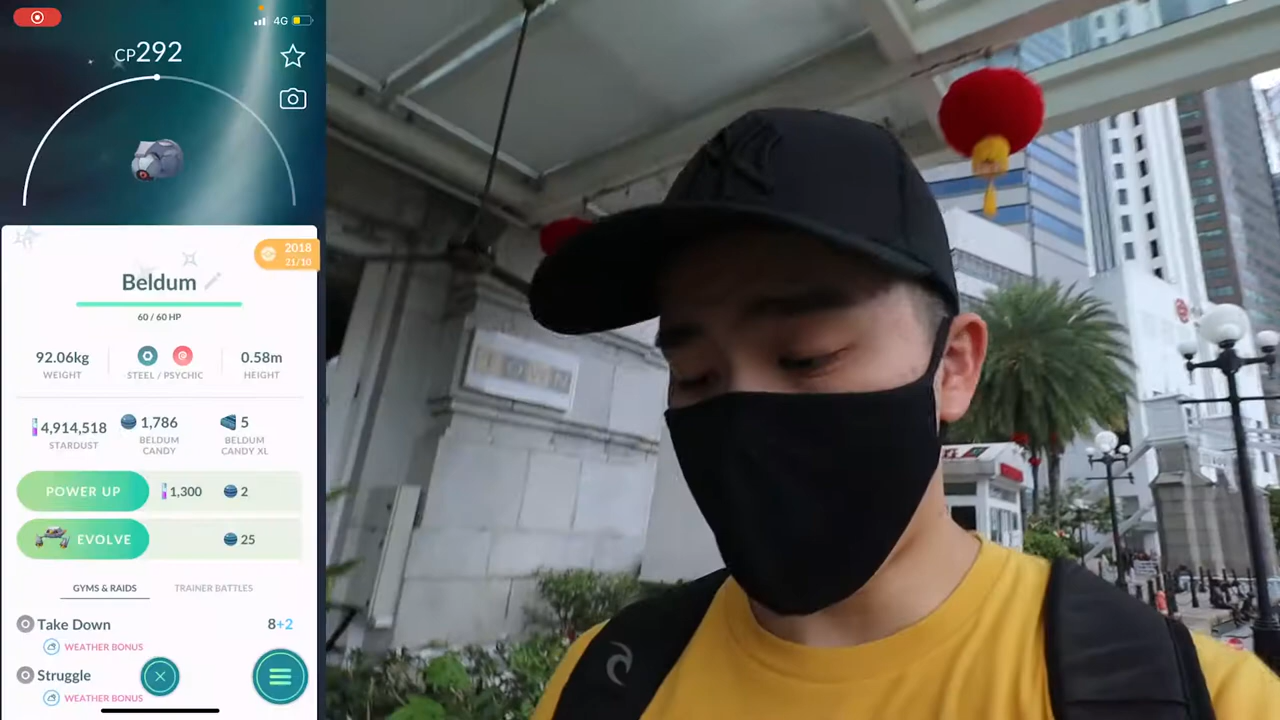 4G
CP292
2018
21/10
Beldum
60 / 60 HP
92.06kg
WEIGHT
STEEL / PSYCHIC
0.58m
HEIGHT
4,914,518
STARDUST
1,786
BELDUM
CANDY
5
BELDUM
CANDY XL
POWER UP
1,300
2
EVOLVE
25
GYMS & RAIDS
TRAINER BATTLES
Take Down
8+2
WEATHER BONUS
Struggle
WEATHER BONUS
TOWN
NY